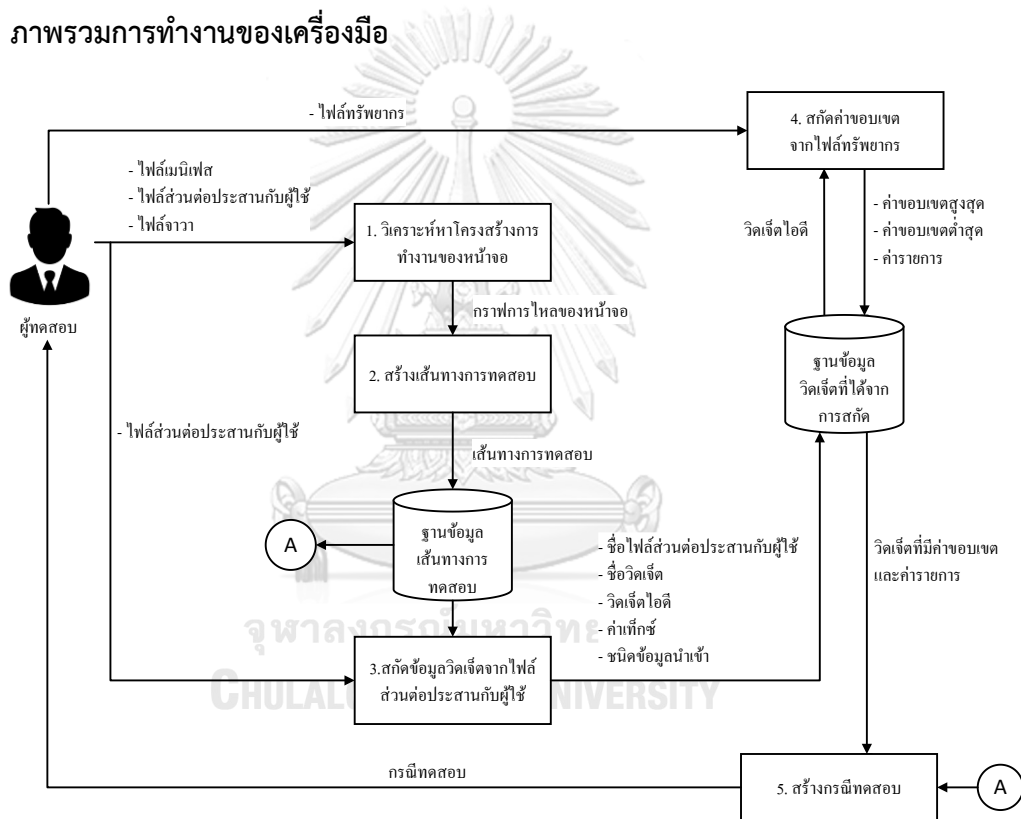 ภาพรวมการทำงานของเครื่องมือ
- ไฟล์ทรัพยากร
4. สกัดค่าขอบเขต
จากไฟล์ทรัพยากร
- ไฟล์เมนิเฟส
- ไฟล์ส่วนต่อประสานกับผู้ใช้
- ไฟล์จาวา
ผู้ทดสอบ
1. วิเคราะห์หาโครงสร้างการ
ทำงานของหน้าจอ
วิดเจ็ตไอดี
- ค่าขอบเขตสูงสุด
- ค่าขอบเขตต่ำสุด
- ค่ารายการ
กราฟการไหลของหน้าจอ
2. สร้างเส้นทางการทดสอบ
ฐานข้อมูล
วิดเจ็ตที่ได้จาก
การสกัด
- ไฟล์ส่วนต่อประสานกับผู้ใช้
เส้นทางการทดสอบ
A
ฐานข้อมูล
เส้นทางการ
ทดสอบ
- ชื่อไฟล์ส่วนต่อประสานกับผู้ใช้
- ชื่อวิดเจ็ต
- วิดเจ็ตไอดี
- ค่าเท็กซ์
- ชนิดข้อมูลนำเข้า
วิดเจ็ตที่มีค่าขอบเขต
และค่ารายการ
3.สกัดข้อมูลวิดเจ็ตจากไฟล์
ส่วนต่อประสานกับผู้ใช้
กรณีทดสอบ
5. สร้างกรณีทดสอบ
A